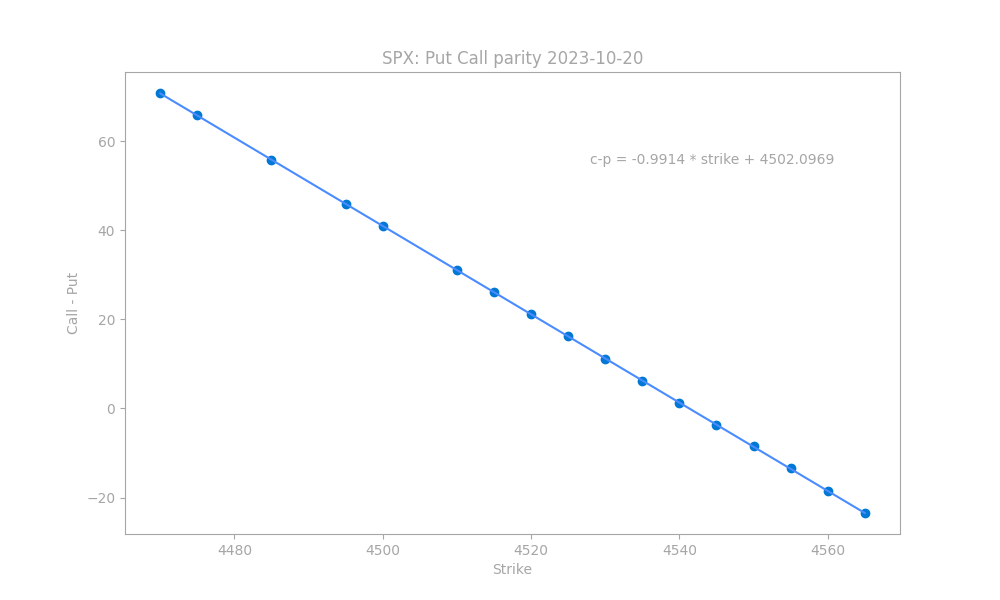 SPX: Put Call parity 2023-10-20
c-p = -0.9914 * strike + 4502.0969
60
40
20
0
−20
Call - Put
4480 4500 4520 4540 4560
Strike